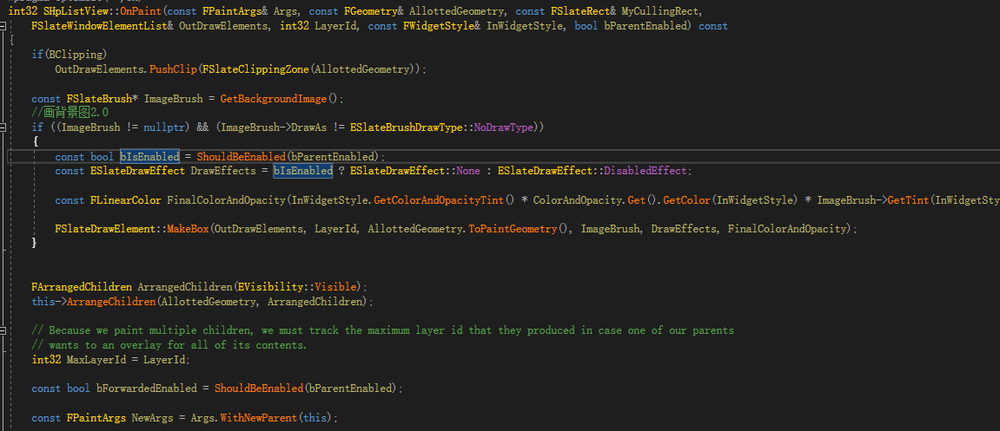 int32 SHpListView::OnPaint(const FPaintArgs& Args, const FGeometry& AllottedGeometry, const FSlateRect& MyCullingRect,
FSlateWindowElementList& OutDrawElements, int32 LayerId, const FWidgetStyle& InWidgetStyle, bool bParentEnabled) const
{
if(BClipping)
OutDrawElements.PushClip(FSlateClippingZone(AllottedGeometry));
const FSlateBrush* ImageBrush = GetBackgroundImage();
//画背景图2.0
if ((ImageBrush != nullptr) && (ImageBrush->DrawAs != ESlateBrushDrawType::NoDrawType))
{
const bool bIsEnabled = ShouldBeEnabled(bParentEnabled);
const ESlateDrawEffect DrawEffects = bIsEnabled ? ESlateDrawEffect::None : ESlateDrawEffect::DisabledEffect;
const FLinearColor FinalColorAndOpacity(InWidgetStyle.GetColorAndOpacityTint() * ColorAndOpacity.Get().GetColor(InWidgetStyle) * ImageBrush->GetTint(InWidgetSty
FSlateDrawElement::MakeBox(OutDrawElements, LayerId, AllottedGeometry.ToPaintGeometry(), ImageBrush, DrawEffects, FinalColorAndOpacity);
}
FArrangedChildren ArrangedChildren(EVisibility::Visible);
this->ArrangeChildren(AllottedGeometry, ArrangedChildren);
// Because we paint multiple children, we must track the maximum layer id that they produced in case one of our parents
// wants to an overlay for all of its contents.
int32 MaxLayerId = LayerId;
const bool bForwardedEnabled = ShouldBeEnabled(bParentEnabled);
const FPaintArgs NewArgs = Args.WithNewParent(this);